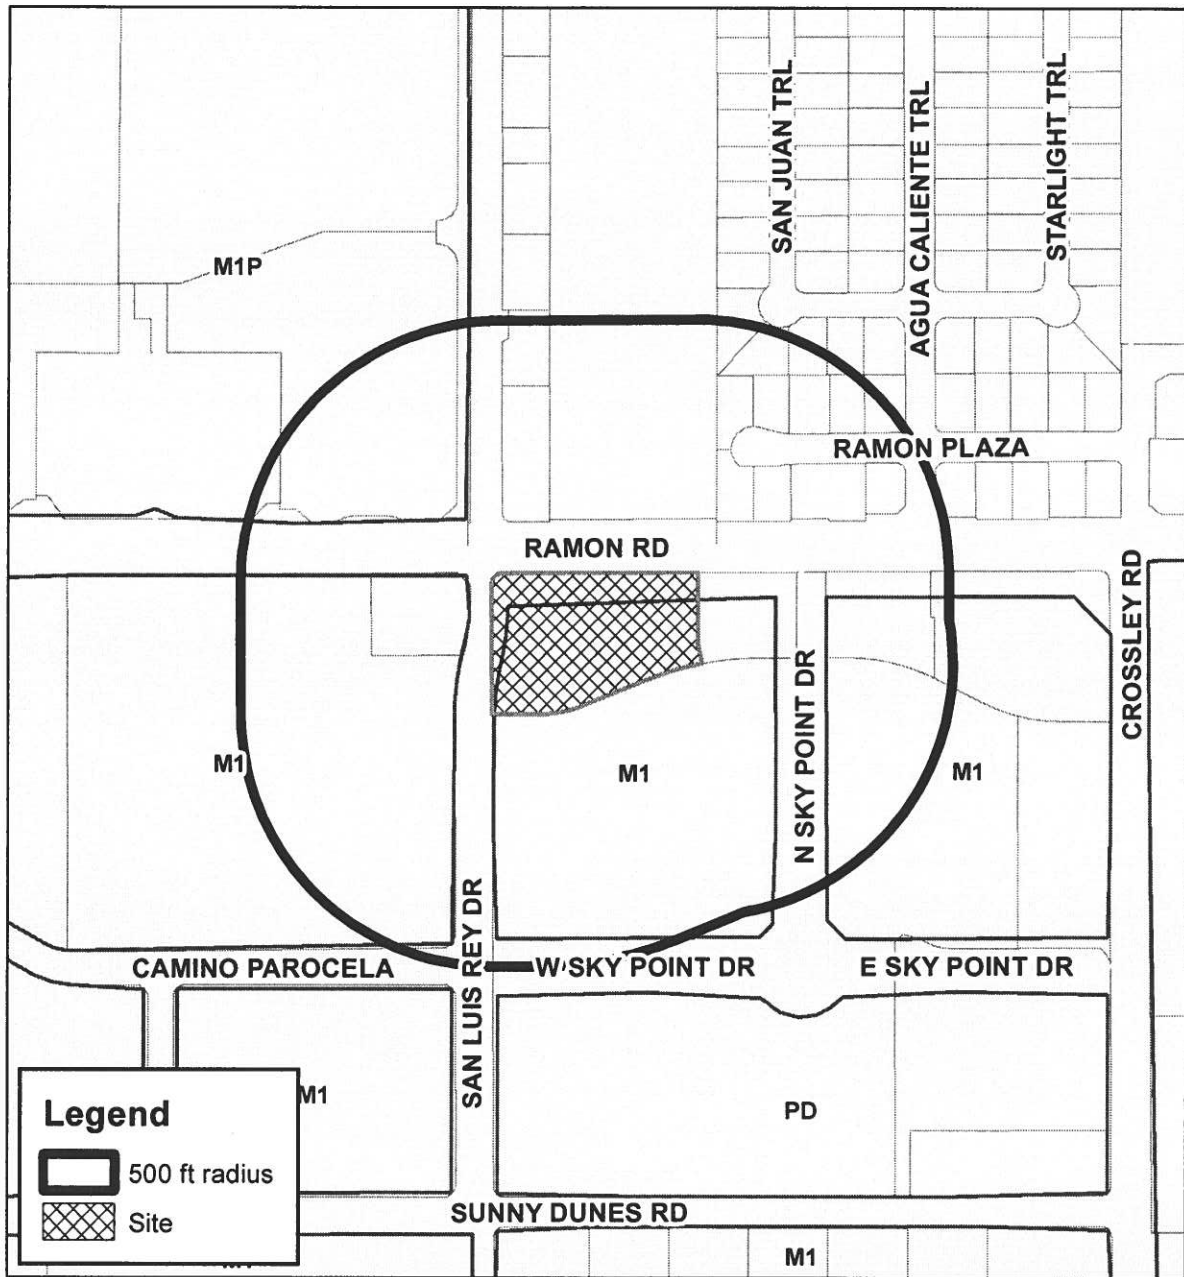 SAN JUAN TRL
AGUA CALIENTE TRL
STARLIGHT TRL
M1P
RAMON PLAZA
RAMON RD
CROSSLEY RD
N SKY POINT DR
M1
M1
M1
SAN LUIS REY DR
CAMINO PAROCELA
W SKY POINT DR
E SKY POINT DR
M1
PD
Legend
500 ft radius
Site
SUNNY DUNES RD
M1